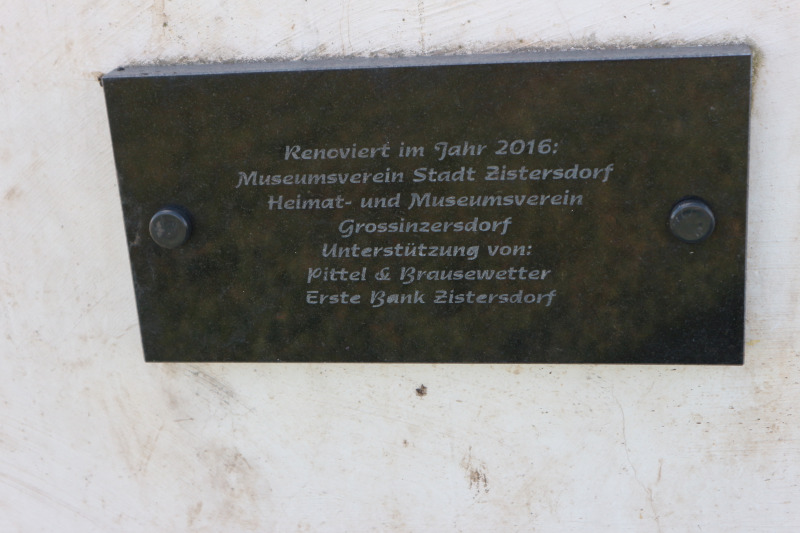 Renoviert im Jahr 2016:
Museumsverein Stadt Zistersdorf
Heimat- und Museumsverein
Grossinzersdorf
Unterstützung von:
Pittel & Brausewetter
Erste Bank Zistersdorf